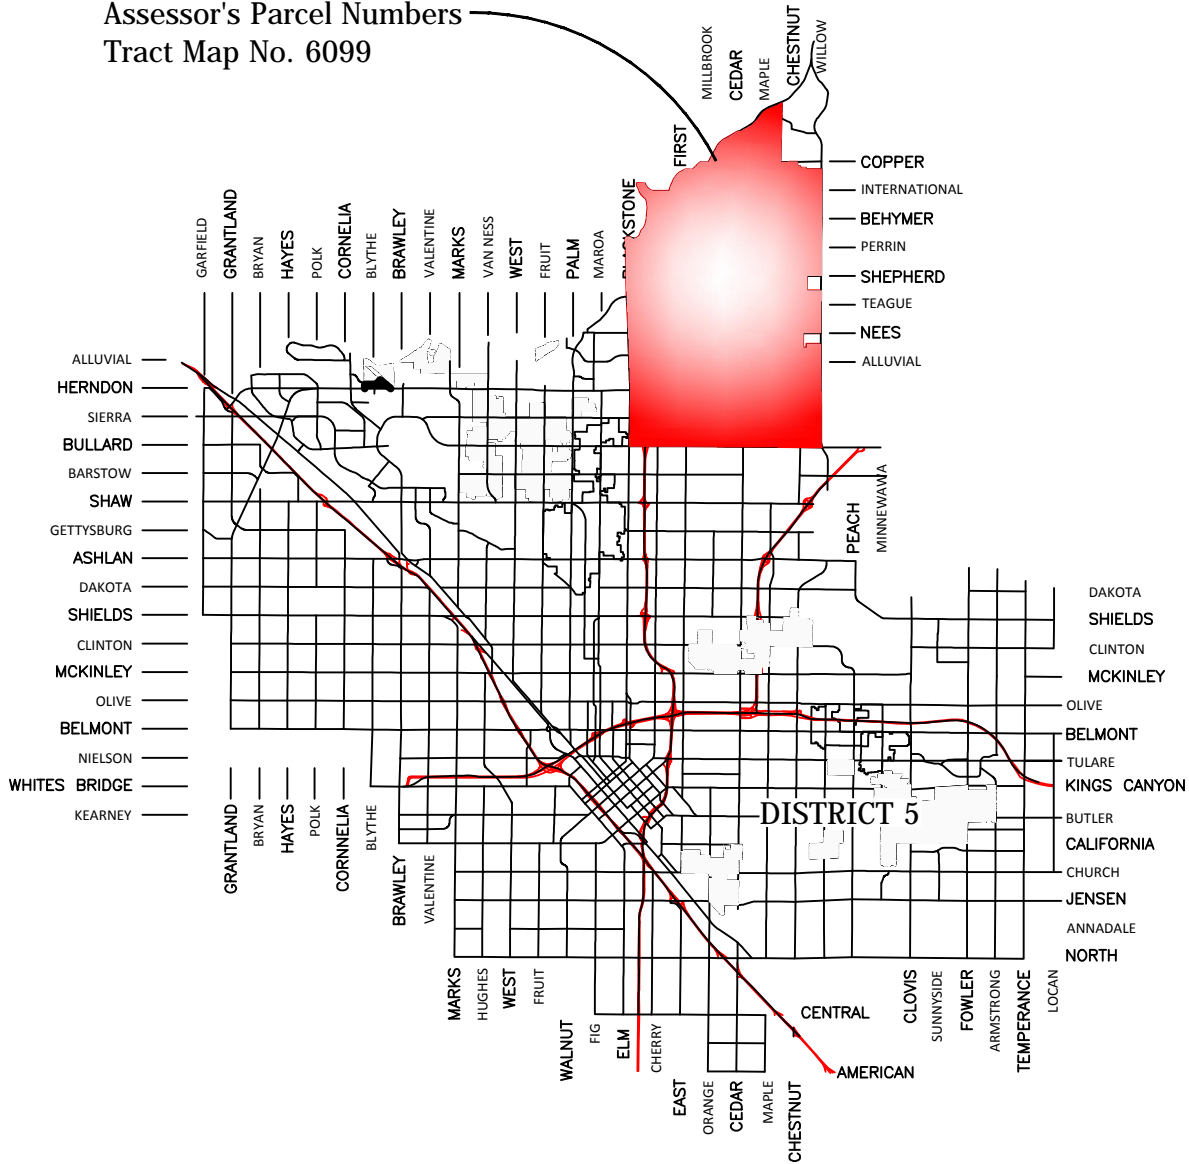 Assessor's Parcel Numbers
Tract Map No. 6099
MILLBROOK
CEDAR
MAPLE
CHESTNUT
WILLOW
FIRST
COPPER
INTERNATIONAL
BEHYMER
PERRIN
SHEPHERD
TEAGUE
NEES
ALLUVIAL
GARFIELD
GRANTLAND
BRYAN
HAYES
POLK
CORNELIA
BLYTHE
BRAWLEY
VALENTINE
MARKS
VAN NESS
WEST
FRUIT
PALM
MAROA
BLACKSTONE
ALLUVIAL
HERNDON
SIERRA
BULLARD
BARSTOW
SHAW
GETTYSBURG
ASHLAN
DAKOTA
SHIELDS
CLINTON
MCKINLEY
OLIVE
BELMONT
NIELSON
WHITES BRIDGE
KEARNEY
PEACH
MINNEWAWA
DAKOTA
SHIELDS
CLINTON
MCKINLEY
OLIVE
BELMONT
TULARE
KINGS CANYON
BUTLER
CALIFORNIA
CHURCH
JENSEN
ANNADALE
NORTH
DISTRICT 5
GRANTLAND
BRYAN
HAYES
POLK
CORNNELIA
BLYTHE
BRAWLEY
VALENTINE
MARKS
HUGHES
WEST
FRUIT
WALNUT
FIG
ELM
CHERRY
EAST
ORANGE
CEDAR
MAPLE
CHESTNUT
CENTRAL
AMERICAN
CLOVIS
SUNNYSIDE
FOWLER
ARMSTRONG
TEMPERANCE
LOCAN